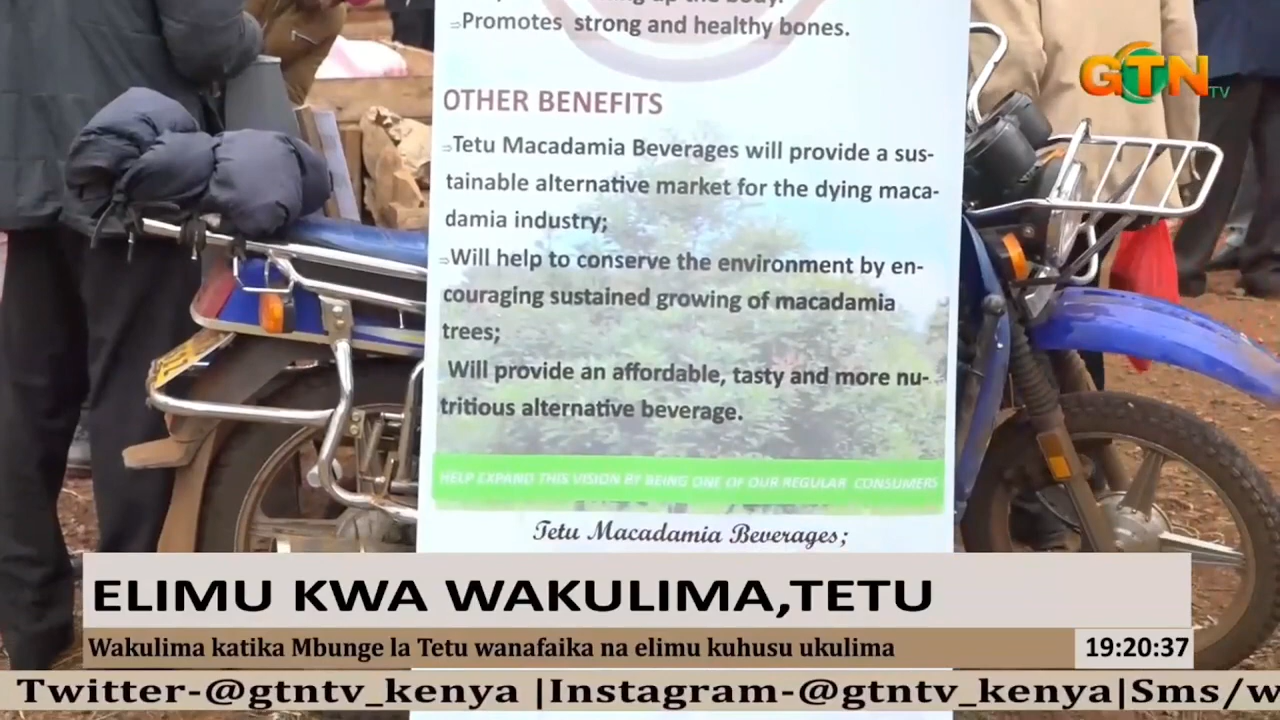 Promotes strong and healthy bones.
GTN TV
OTHER BENEFITS
Tetu Macadamia Beverages will provide a sus-
tainable alternative market for the dying maca-
damia industry;
Will help to conserve the environment by en-
couraging sustained growing of macadamia
trees;
Will provide an affordable, tasty and more nu-
tritious alternative beverage.
HELP EXPAND THIS VISION BY BEING ONE OF OUR REGULAR CONSUMERS
Tetu Macadamia Beverages;
ELIMU KWA WAKULIMA,TETU
Wakulima katika Mbunge la Tetu wanafaika na elimu kuhusu ukulima
19:20:37
Twitter-@gtntv_kenya |Instagram-@gtntv_kenya|Sms/w